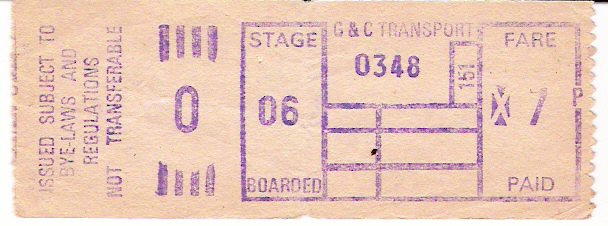 ISSUED SUBJECT TO
BYE-LAWS AND
REGULATIONS
NOT TRANSFERABLE
0
STAGE
06
BOARDED
C & C TRANSPORT
0348
151
FARE
7
PAID